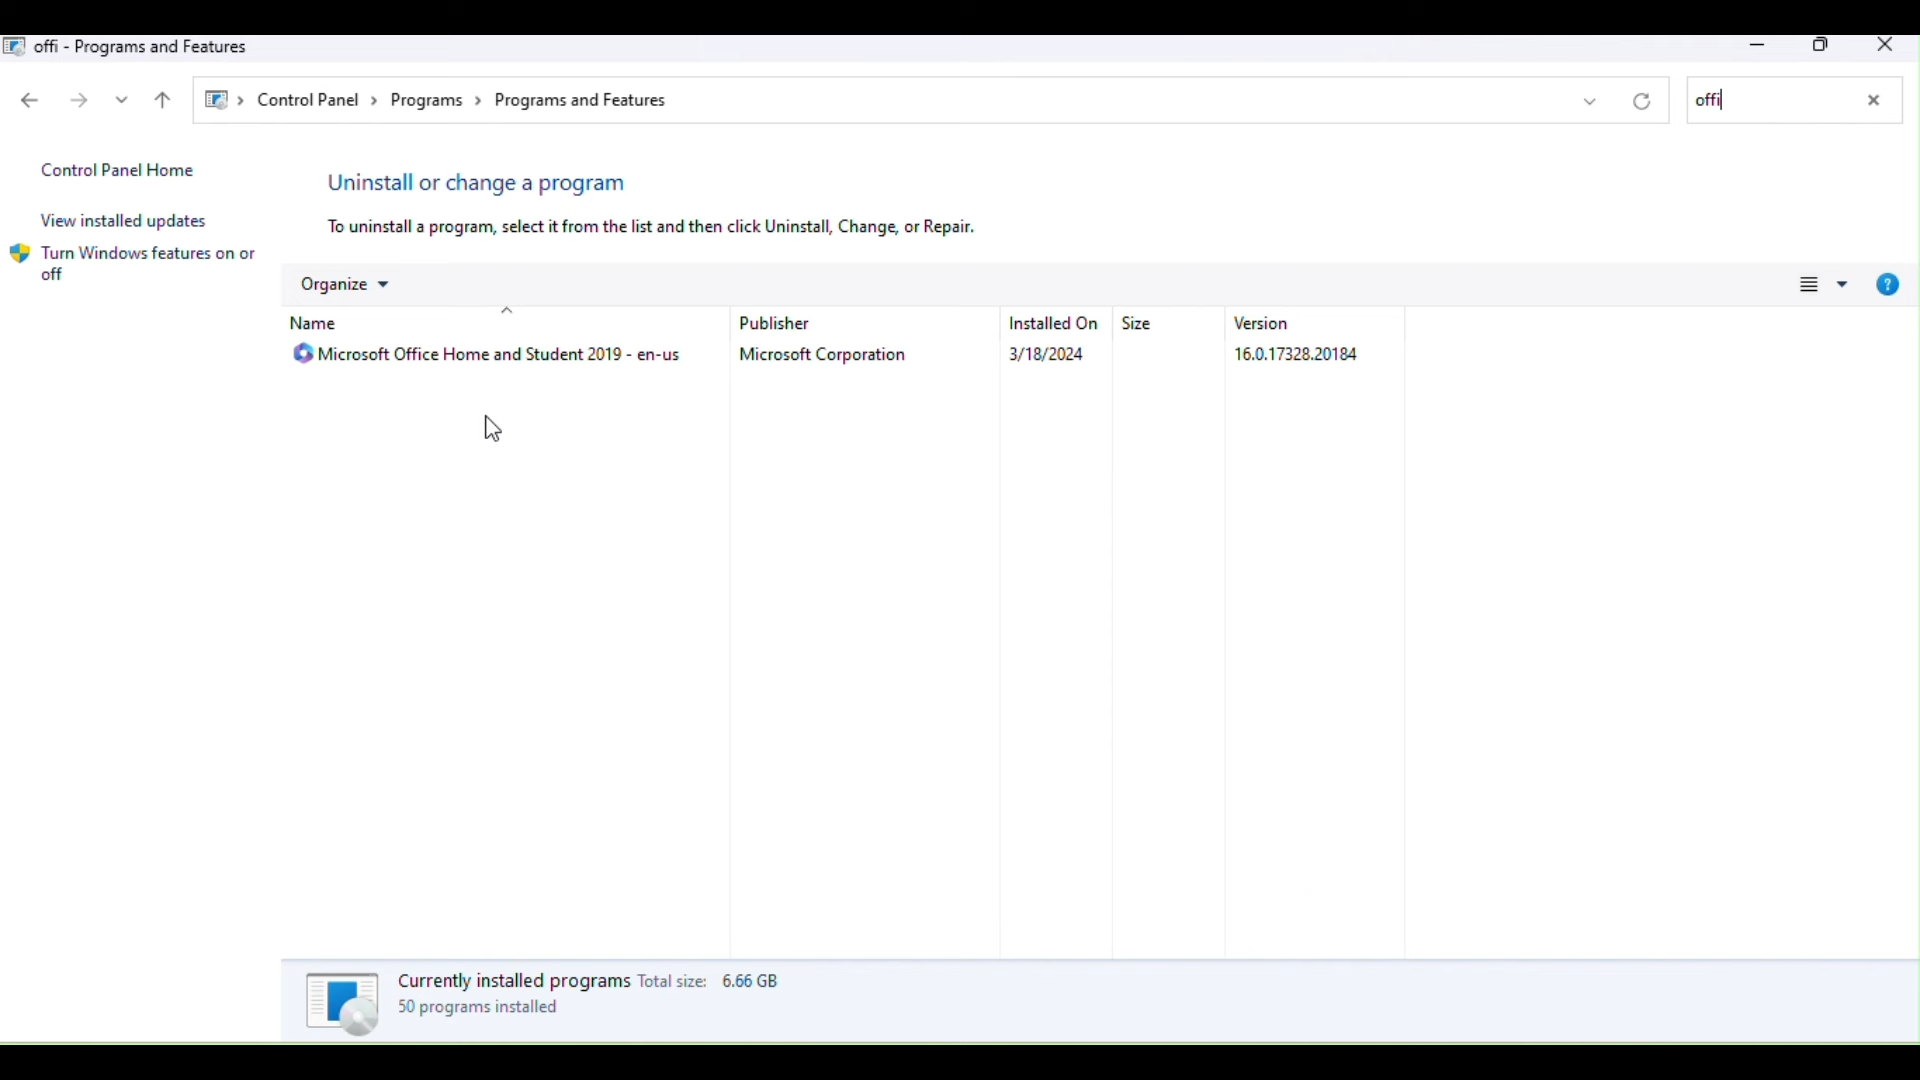 offi - Programs and Features
Control Panel > Programs > Programs and Features
offi
Control Panel Home
View installed updates
Turn Windows features on or
off
Uninstall or change a program
To uninstall a program, select it from the list and then click Uninstall, Change, or Repair.
Organize
?
Name Publisher Installed On Size Version
Microsoft Office Home and Student 2019 - en-us Microsoft Corporation 3/18/2024 16.0.17328.20184
Currently installed programs Total size: 6.66 GB
50 programs installed